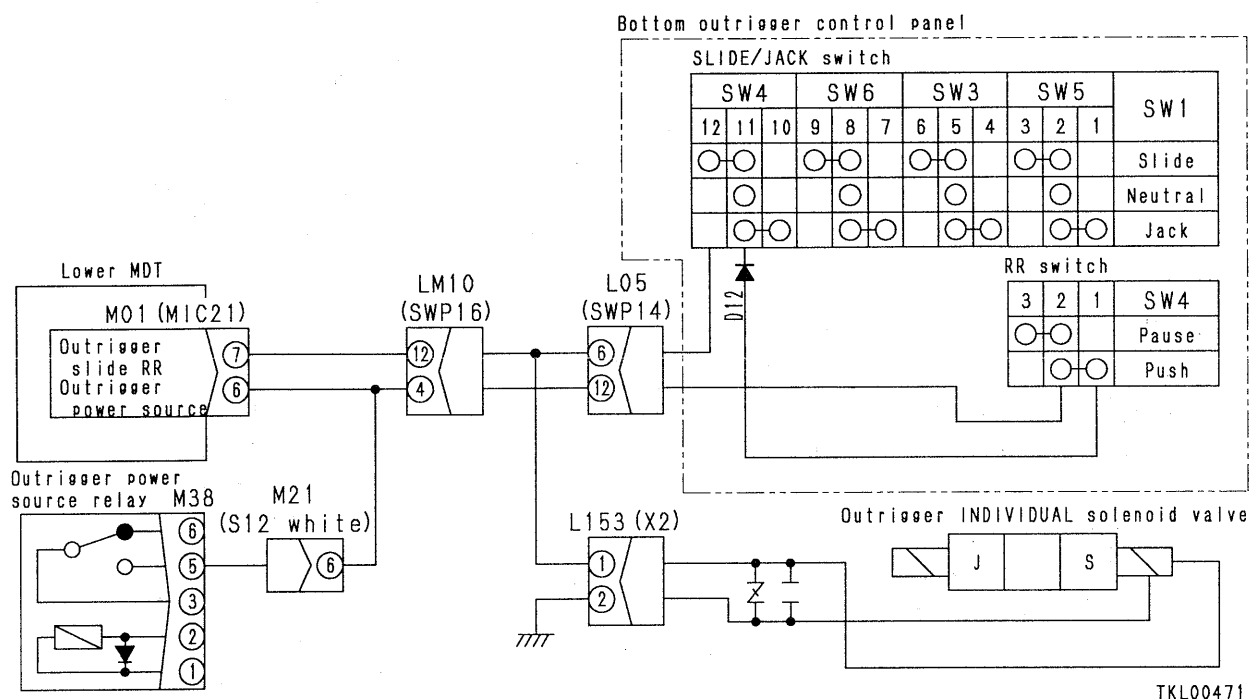 Bottom outrigger control panel
SLIDE/JACK switch
SW4 SW6 SW3 SW5 SW1
12 11 10 9 8 7 6 5 4 3 2 1
Slide
Neutral
Jack
RR switch
3 2 1 SW4
Pause
Push
D12
Lower MDT
M01 (MIC21)
Outrigger
slide RR
7
Outrigger
power source
6
LM10
(SWP16)
12
4
L05
(SWP14)
6
12
Outrigger power
source relay
M38
6
5
3
2
1
M21
(S12 white)
6
L153 (X2)
1
2
Outrigger INDIVIDUAL solenoid valve
J S
TKL00471